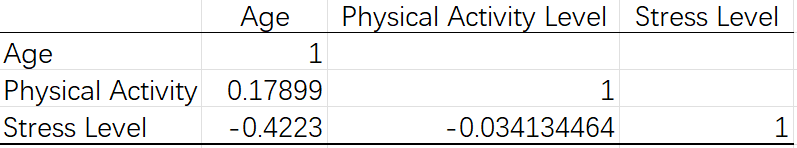 Age Physical Activity Level Stress Level
Age 1
Physical Activity 0.17899 1
Stress Level -0.4223 -0.034134464 1